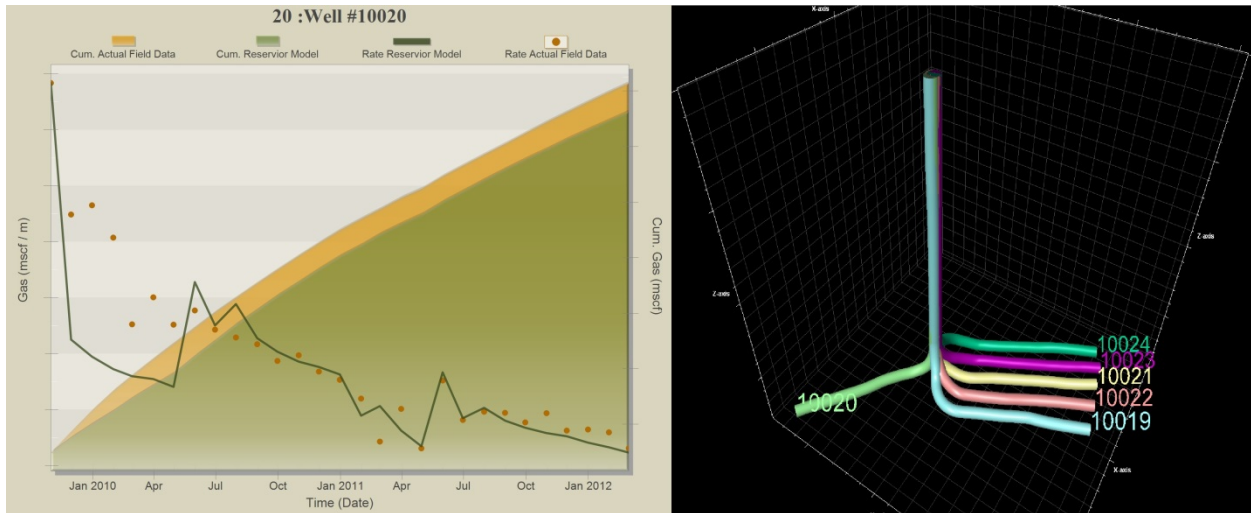 20 :Well #10020
Cum. Actual Field Data
Cum. Reservior Model
Rate Reservior Model
Rate Actual Field Data
Gas (mscf / m)
Cum. Gas (mscf)
Jan 2010
Apr
Jul
Oct
Jan 2011
Apr
Jul
Oct
Jan 2012
Time (Date)
X-axis
Z-axis
Z-axis
10024
10023
10021
10020
10022
10019
X-axis